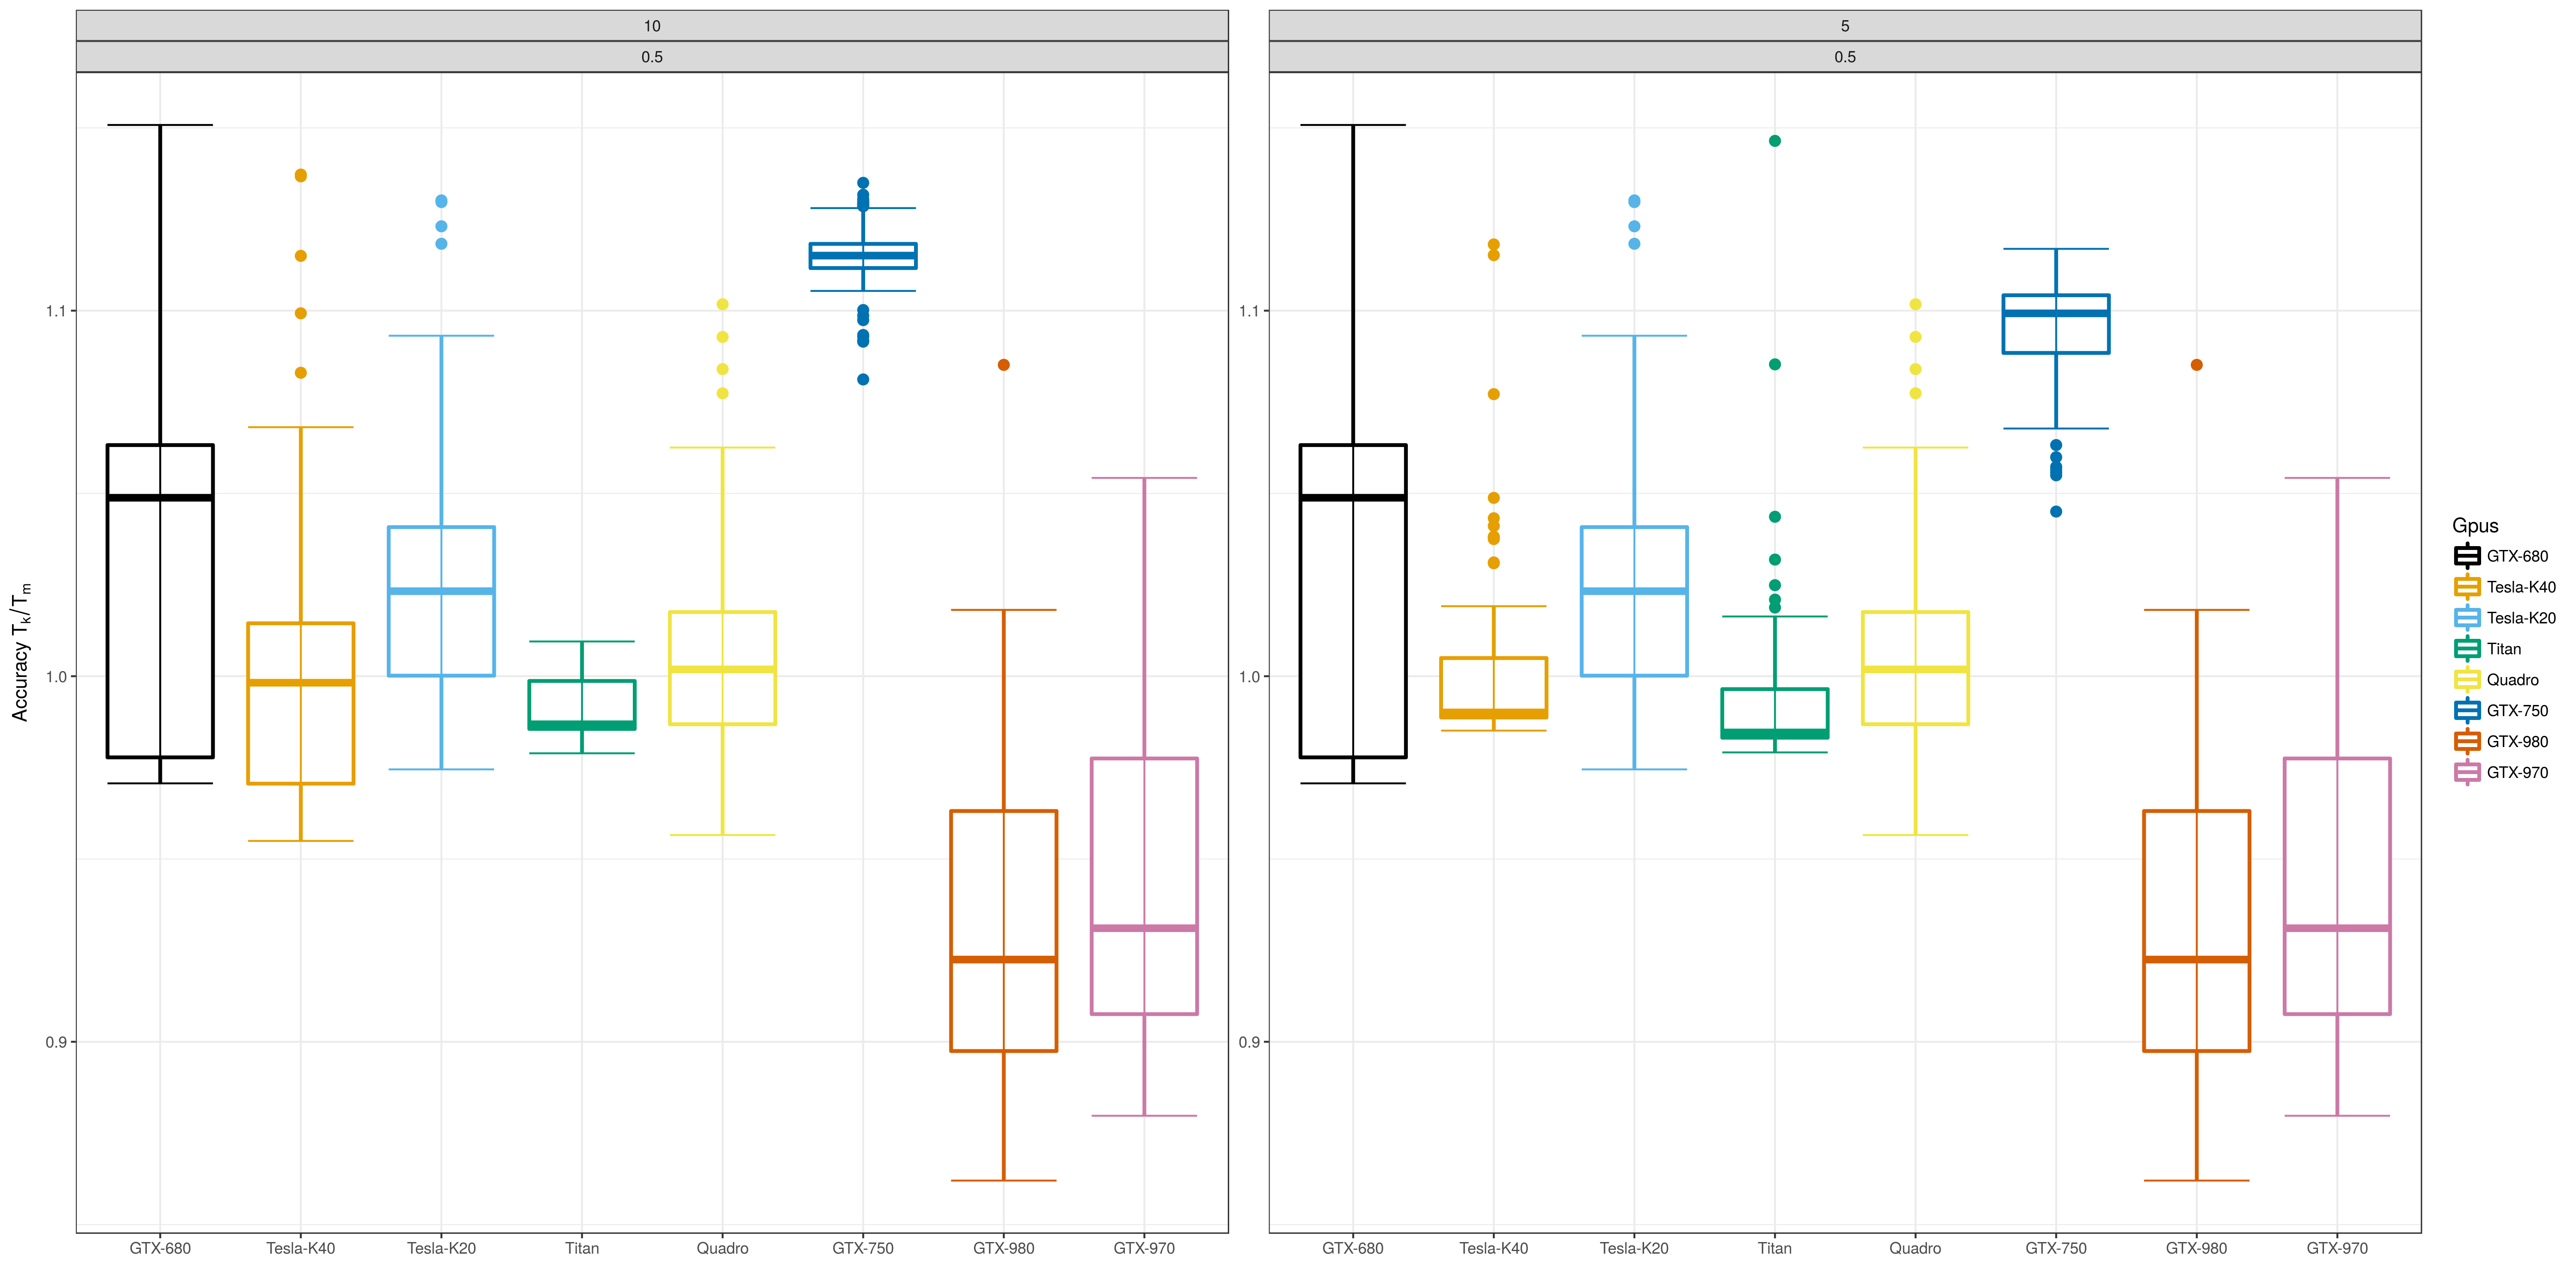 10
5
0.5
0.5
Accuracy Tk/Tm
1.1
1.0
0.9
1.1
1.0
0.9
GTX-680 Tesla-K40 Tesla-K20 Titan Quadro GTX-750 GTX-980 GTX-970
GTX-680 Tesla-K40 Tesla-K20 Titan Quadro GTX-750 GTX-980 GTX-970
Gpus
GTX-680
Tesla-K40
Tesla-K20
Titan
Quadro
GTX-750
GTX-980
GTX-970